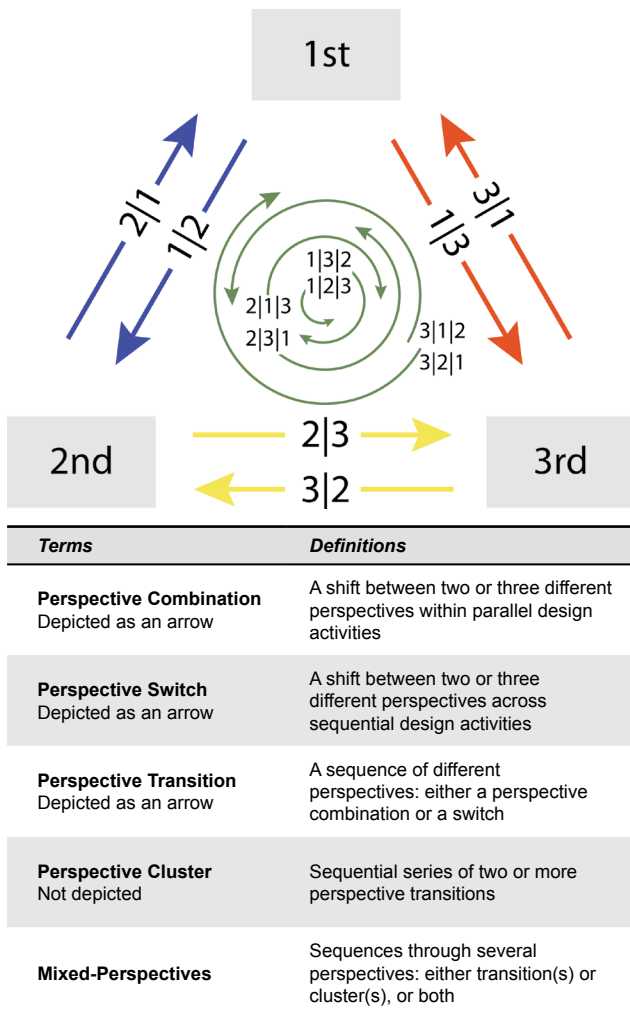 1st
2|1
1|2
3|1
1|3
1|3|2
1|2|3
2|1|3
2|3|1
3|1|2
3|2|1
2nd
2|3
3|2
3rd
Terms
Definitions
Perspective Combination
Depicted as an arrow
A shift between two or three different
perspectives within parallel design
activities
Perspective Switch
Depicted as an arrow
A shift between two or three
different perspectives across
sequential design activities
Perspective Transition
Depicted as an arrow
A sequence of different
perspectives: either a perspective
combination or a switch
Perspective Cluster
Not depicted
Sequential series of two or more
perspective transitions
Mixed-Perspectives
Sequences through several
perspectives: either transition(s) or
cluster(s), or both